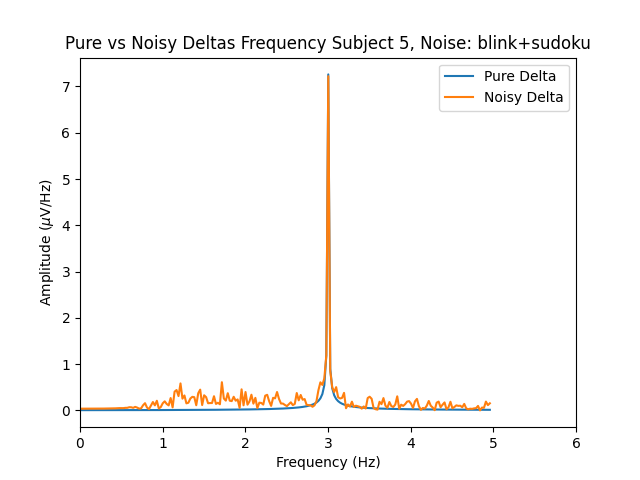 Pure vs Noisy Deltas Frequency Subject 5, Noise: blink+sudoku
Pure Delta
Noisy Delta
Amplitude (μV/Hz)
7
6
5
4
3
2
1
0
0 1 2 3 4 5 6
Frequency (Hz)